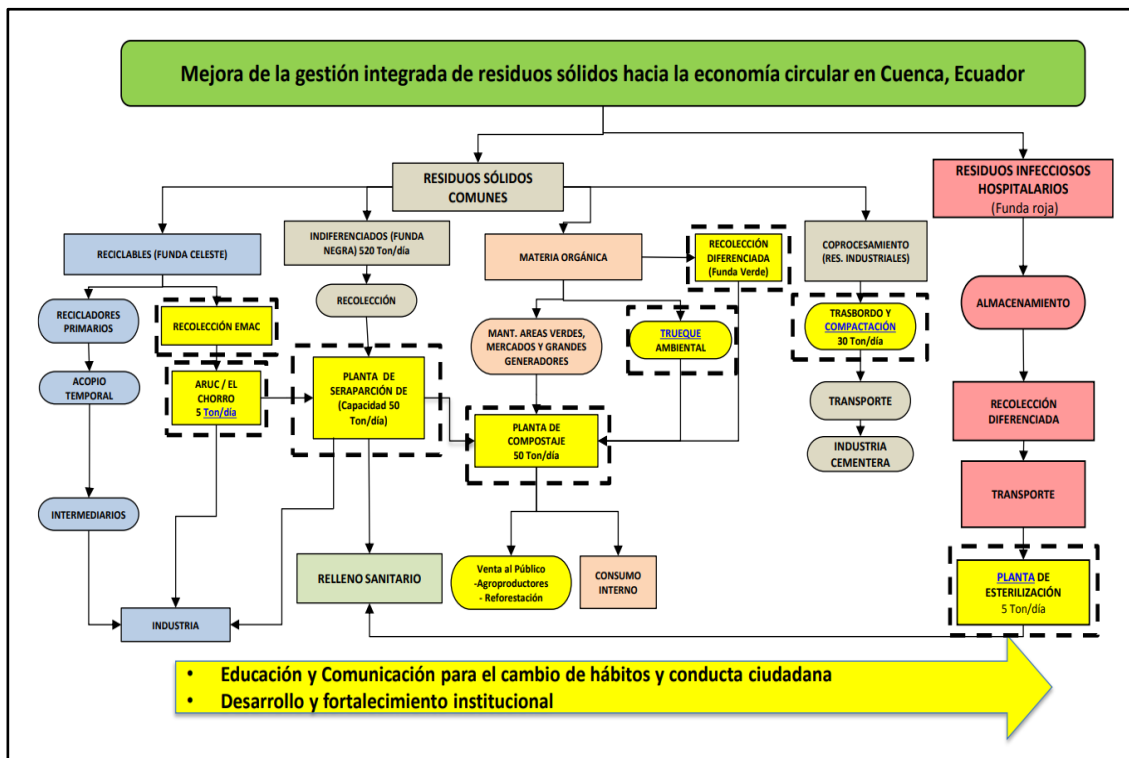 Mejora de la gestión integrada de residuos sólidos hacia la economía circular en Cuenca, Ecuador
RESIDUOS SÓLIDOS
COMUNES
RESIDUOS INFECCIOSOS
HOSPITALARIOS
(Funda roja)
RECICLABLES (FUNDA CELESTE)
INDIFERENCIADOS (FUNDA
NEGRA) 520 Ton/día
MATERIA ORGÁNICA
RECOLECCIÓN
DIFERENCIADA
(Funda Verde)
COPROCESAMIENTO
(RES. INDUSTRIALES)
RECICLADORES
PRIMARIOS
RECOLECCIÓN EMAC
RECOLECCIÓN
MANT. AREAS VERDES,
MERCADOS Y GRANDES
GENERADORES
TRUEQUE
AMBIENTAL
TRASBORDO Y
COMPACTACIÓN
30 Ton/día
ALMACENAMIENTO
ACOPIO
TEMPORAL
ARUC / EL
CHORRO
5 Ton/día
PLANTA DE
SERAPARCIÓN DE
(Capacidad 50
Ton/día)
PLANTA DE
COMPOSTAJE
50 Ton/día
TRANSPORTE
RECOLECCIÓN
DIFERENCIADA
INDUSTRIA
CEMENTERA
INTERMEDIARIOS
TRANSPORTE
RELLENO SANITARIO
Venta al Público
-Agroproductores
- Reforestación
CONSUMO
INTERNO
PLANTA DE
ESTERILIZACIÓN
5 Ton/día
INDUSTRIA
• Educación y Comunicación para el cambio de hábitos y conducta ciudadana
• Desarrollo y fortalecimiento institucional